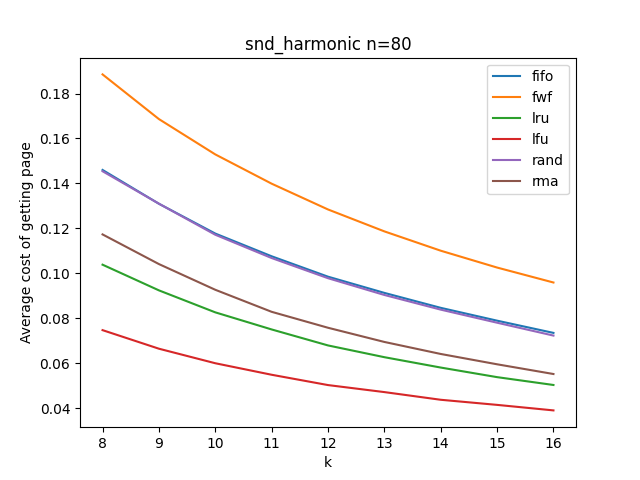 snd_harmonic n=80
Average cost of getting page
0.18
0.16
0.14
0.12
0.10
0.08
0.06
0.04
fifo
fwf
lru
lfu
rand
rma
8 9 10 11 12 13 14 15 16
k